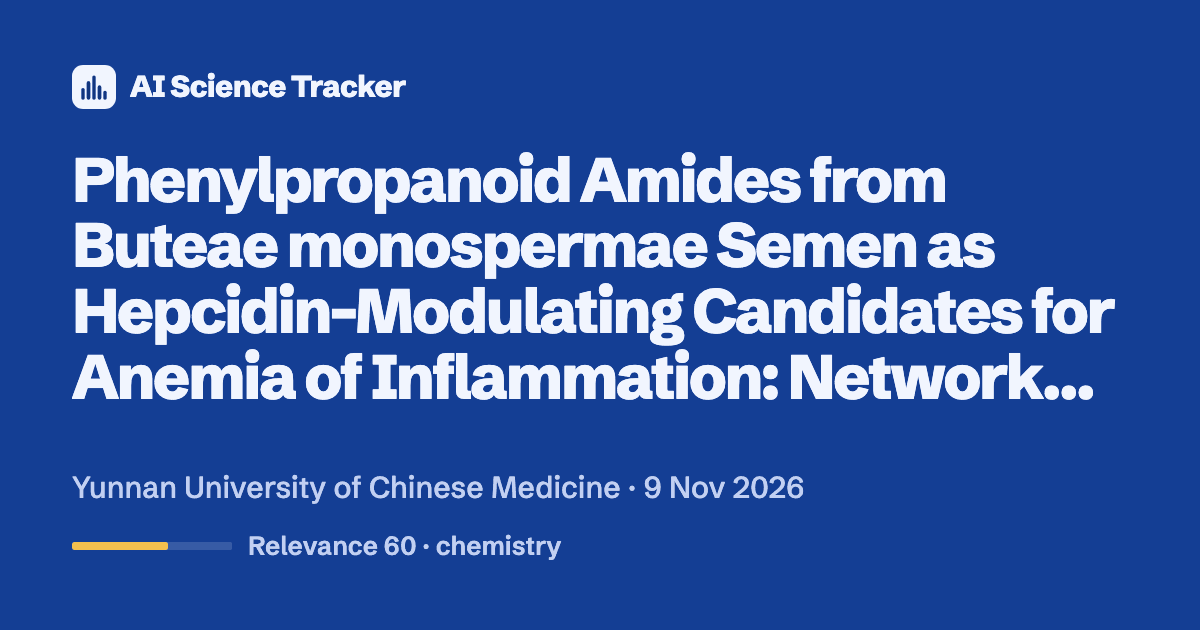 AI Science Tracker
Phenylpropanoid Amides from
Buteae monospermae Semen as
Hepcidin-Modulating Candidates for
Anemia of Inflammation: Network...
Yunnan University of Chinese Medicine · 9 Nov 2026
Relevance 60 · chemistry